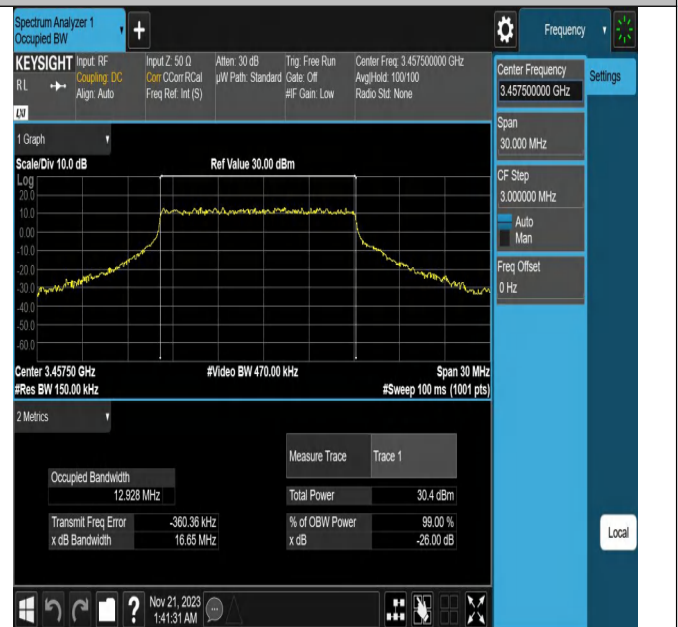 Spectrum Analyzer 1
Occupied BW
Frequency
KEYSIGHT
RL
LXI
Input: RF
Coupling: DC
Align: Auto
Input Z: 50 Ω
Corr CCorr RCal
Freq Ref: Int (S)
Atten: 30 dB
µW Path: Standard
Trig: Free Run
Gate: Off
#IF Gain: Low
Center Freq: 3.457500000 GHz
Avg|Hold: 100/100
Radio Std: None
Center Frequency
3.457500000 GHz
Settings
Span
30.000 MHz
CF Step
3.000000 MHz
Auto
Man
Freq Offset
0 Hz
1 Graph
Scale/Div 10.0 dB
Ref Value 30.00 dBm
Log
20.0
10.0
0.00
-10.0
-20.0
-30.0
-40.0
-50.0
-60.0
Center 3.45750 GHz
#Video BW 470.00 kHz
Span 30 MHz
#Res BW 150.00 kHz
#Sweep 100 ms (1001 pts)
2 Metrics
Measure Trace
Trace 1
Occupied Bandwidth
12.928 MHz
Total Power
30.4 dBm
Transmit Freq Error
-360.36 kHz
% of OBW Power
99.00 %
x dB Bandwidth
16.65 MHz
x dB
-26.00 dB
Local
?
Nov 21, 2023
1:41:31 AM